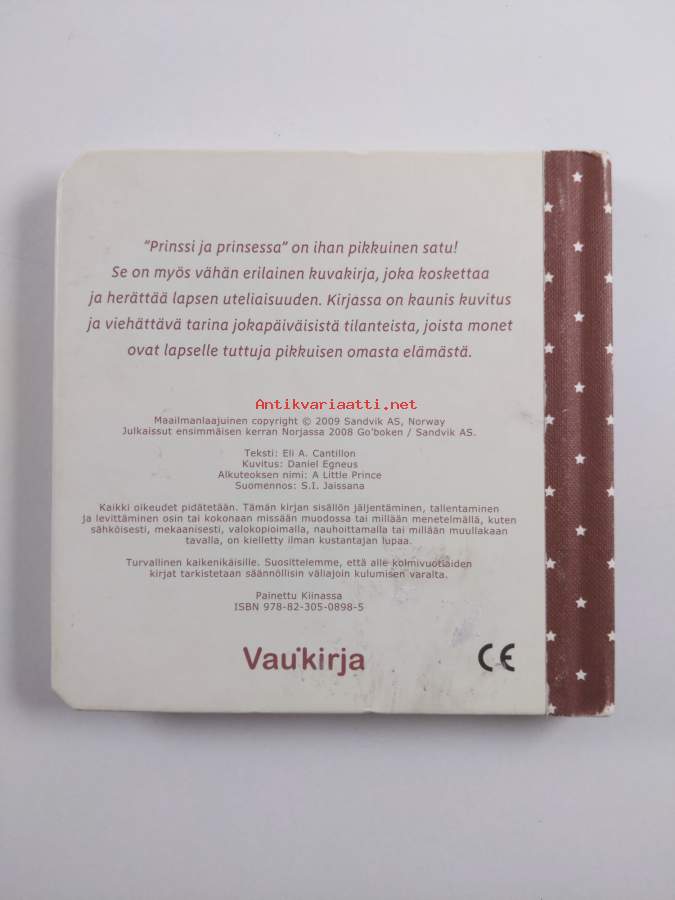 "Prinssi ja prinsessa" on ihan pikkuinen satu!
Se on myös vähän erilainen kuvakirja, joka koskettaa
ja herättää lapsen uteliaisuuden. Kirjassa on kaunis kuvitus
ja viehättävä tarina jokapäiväisistä tilanteista, joista monet
ovat lapselle tuttuja pikkuisen omasta elämästä.
Antikvariaatti.net
Maailmanlaajuinen copyright © 2009 Sandvik AS, Norway
Julkaissut ensimmäisen kerran Norjassa 2008 Go'boken / Sandvik AS.
Teksti: Eli A. Cantillon
Kuvitus: Daniel Egneus
Alkuteoksen nimi: A Little Prince
Suomennos: S.I. Jaissana
Kaikki oikeudet pidätetään. Tämän kirjan sisällön jäljentäminen, tallentaminen
ja levittäminen osin tai kokonaan missään muodossa tai millään menetelmällä, kuten
sähköisesti, mekaanisesti, valokopioimalla, nauhoittamalla tai millään muullakaan
tavalla, on kielletty ilman kustantajan lupaa.
Turvallinen kaikenikäisille. Suosittelemme, että alle kolmivuotiaiden
kirjat tarkistetaan säännöllisin väliajoin kulumisen varalta.
Painettu Kiinassa
ISBN 978-82-305-0898-5
Vau'kirja
CE